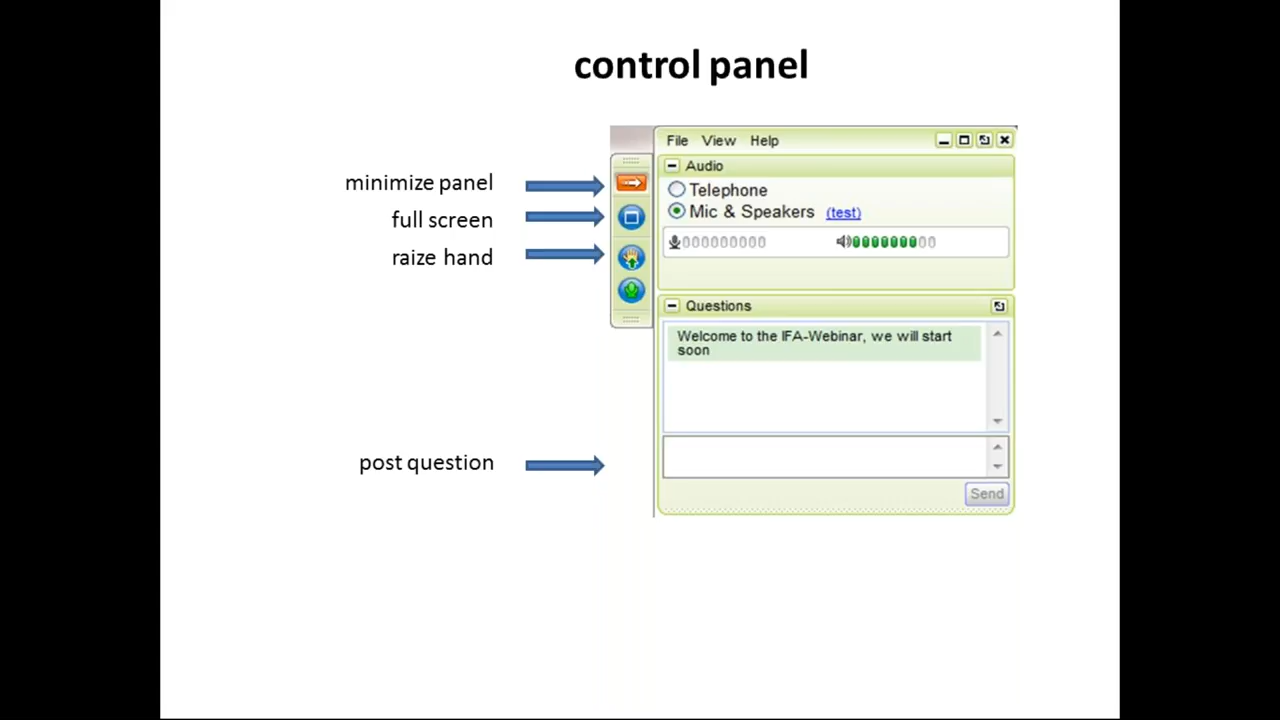 control panel
minimize panel
full screen
raize hand
post question
File View Help
Audio
Telephone
Mic & Speakers (test)
Questions
Welcome to the IFA-Webinar, we will start
soon
Send